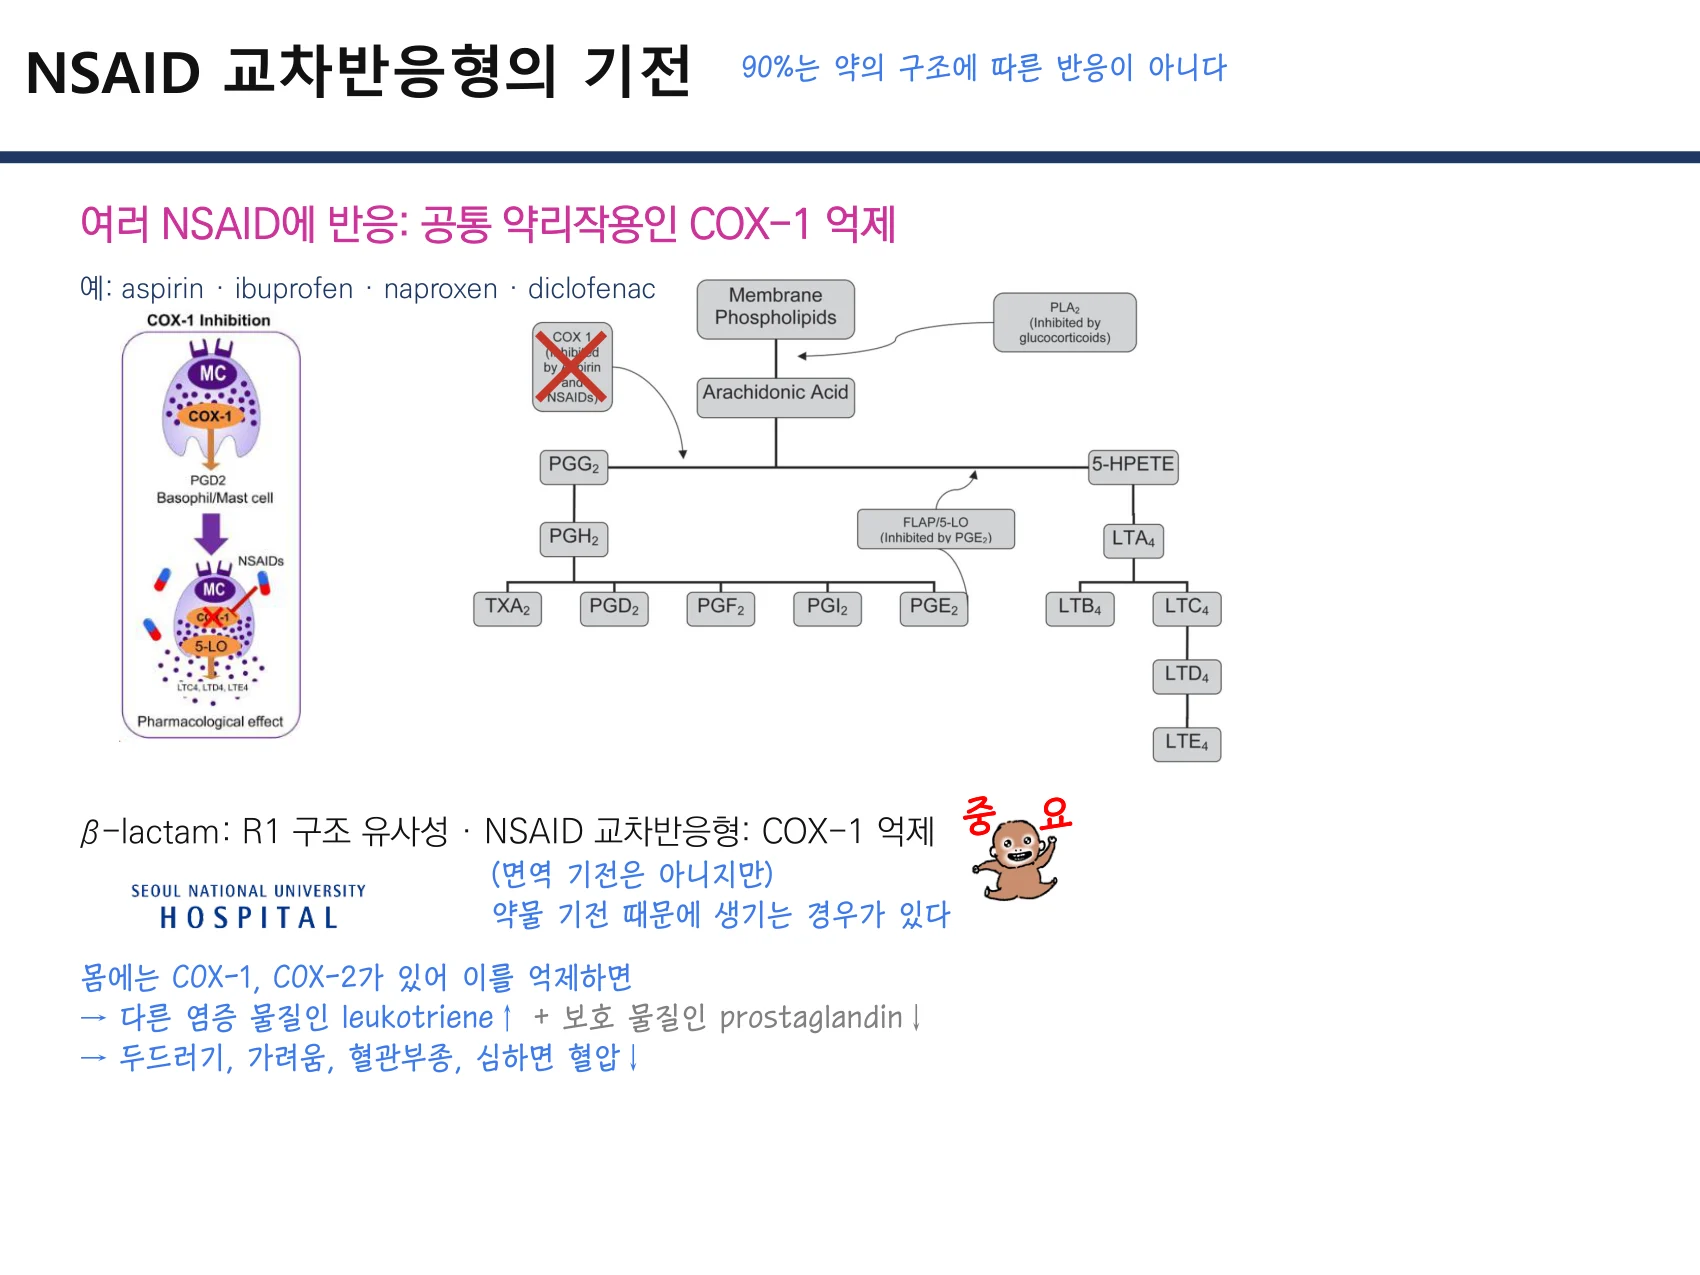 NSAID 교차반응형의 기전
90%는 약의 구조에 따른 반응이 아니다
여러 NSAID에 반응: 공통 약리작용인 COX-1 억제
예: aspirin · ibuprofen · naproxen · diclofenac
COX-1 Inhibition
MC
COX-1
PGD2
Basophil/Mast cell
NSAIDs
MC
COX-1
5-LO
LTC4, LTD4, LTE4
Pharmacological effect
Membrane
Phospholipids
PLA₂
(Inhibited by
glucocorticoids)
COX 1
(Inhibited
by Aspirin
and
NSAIDs)
Arachidonic Acid
PGG₂
5-HPETE
FLAP/5-LO
(Inhibited by PGE₂)
PGH₂
LTA₄
TXA₂
PGD₂
PGF₂
PGI₂
PGE₂
LTB₄
LTC₄
LTD₄
LTE₄
β-lactam: R1 구조 유사성 · NSAID 교차반응형: COX-1 억제
중요
(면역 기전은 아니지만)
약물 기전 때문에 생기는 경우가 있다
SEOUL NATIONAL UNIVERSITY
HOSPITAL
몸에는 COX-1, COX-2가 있어 이를 억제하면
→ 다른 염증 물질인 leukotriene↑ + 보호 물질인 prostaglandin↓
→ 두드러기, 가려움, 혈관부종, 심하면 혈압↓